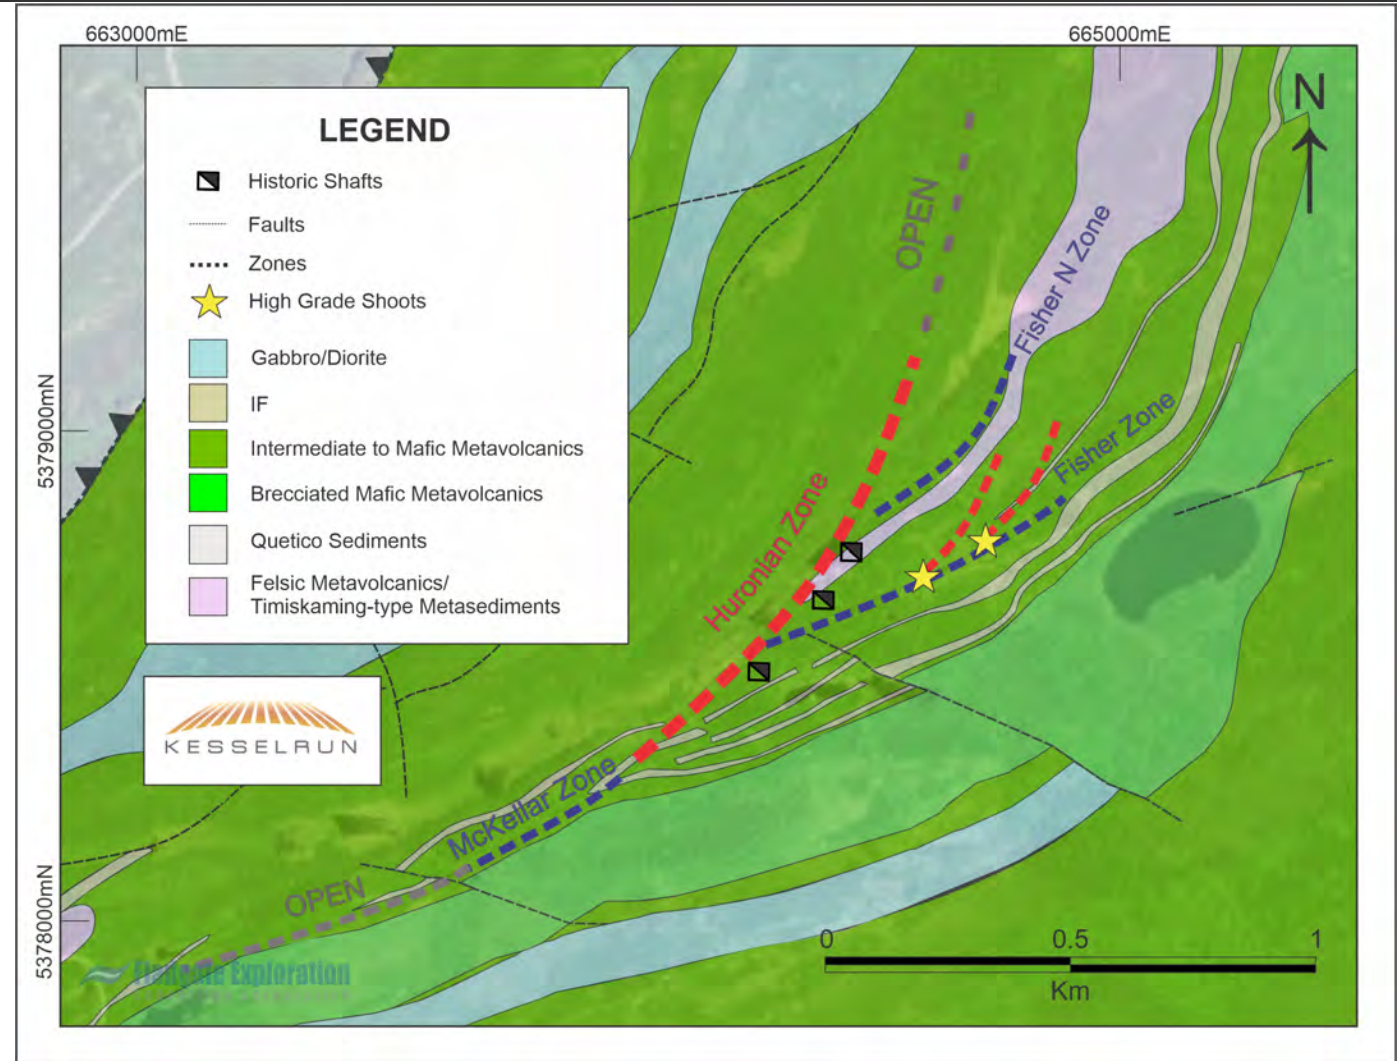 663000mE
665000mE
N
LEGEND
Historic Shafts
Faults
Zones
High Grade Shoots
Gabbro/Diorite
IF
Intermediate to Mafic Metavolcanics
Brecciated Mafic Metavolcanics
Quetico Sediments
Felsic Metavolcanics/
Timiskaming-type Metasediments
5379000mN
5378000mN
KESSELRUN
OPEN
Fisher N Zone
Fisher Zone
Huronian Zone
McKellar Zone
OPEN
Exploration
0
0.5
1
Km